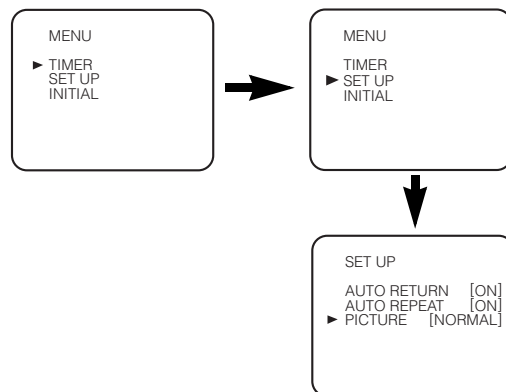 MENU
TIMER
SET UP
INITIAL
MENU
TIMER
SET UP
INITIAL
SET UP
AUTO RETURN [ON]
AUTO REPEAT [ON]
PICTURE [NORMAL]